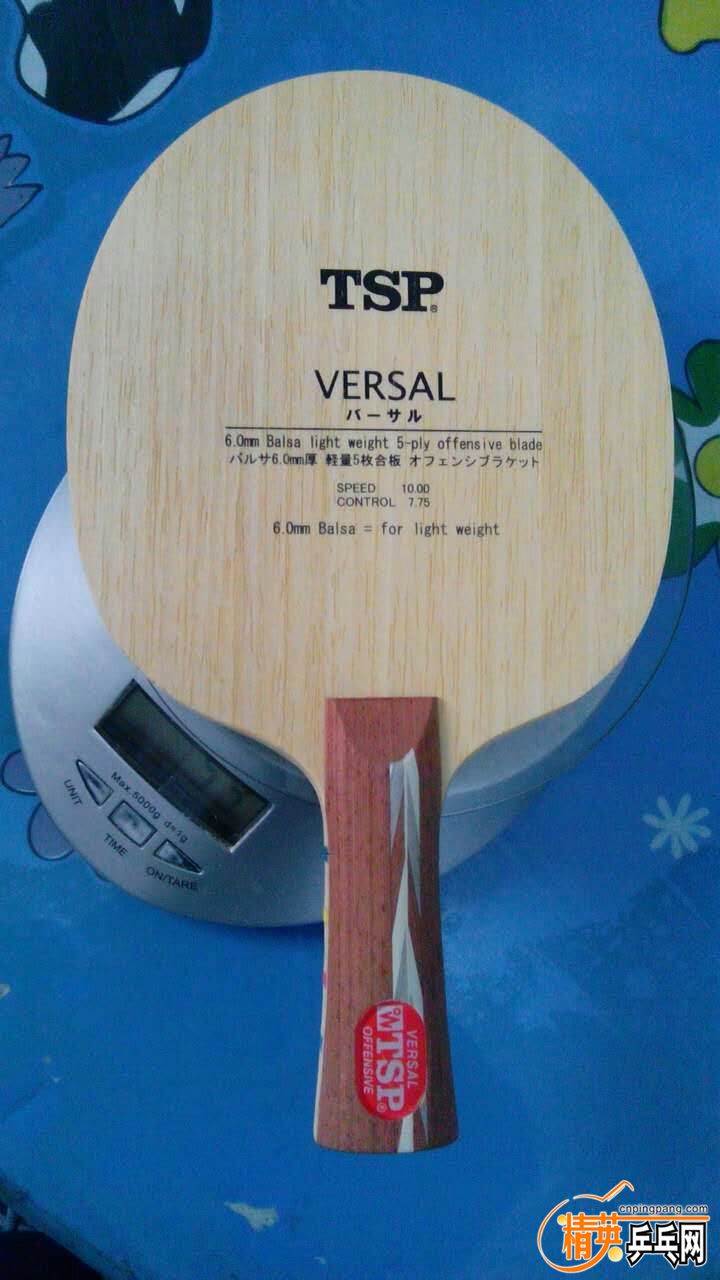 TSP®
VERSAL
バーサル
6.0mm Balsa light weight 5-ply offensive blade
バルサ6.0mm厚 軽量5枚合板 オフェンシブラケット
SPEED 10.00
CONTROL 7.75
6.0mm Balsa = for light weight
Max.5000g d=1g
UNIT
TIME
ON/TARE
VERSAL
TSP®
OFFENSIVE
cnpingpang.com
精英乒乓网